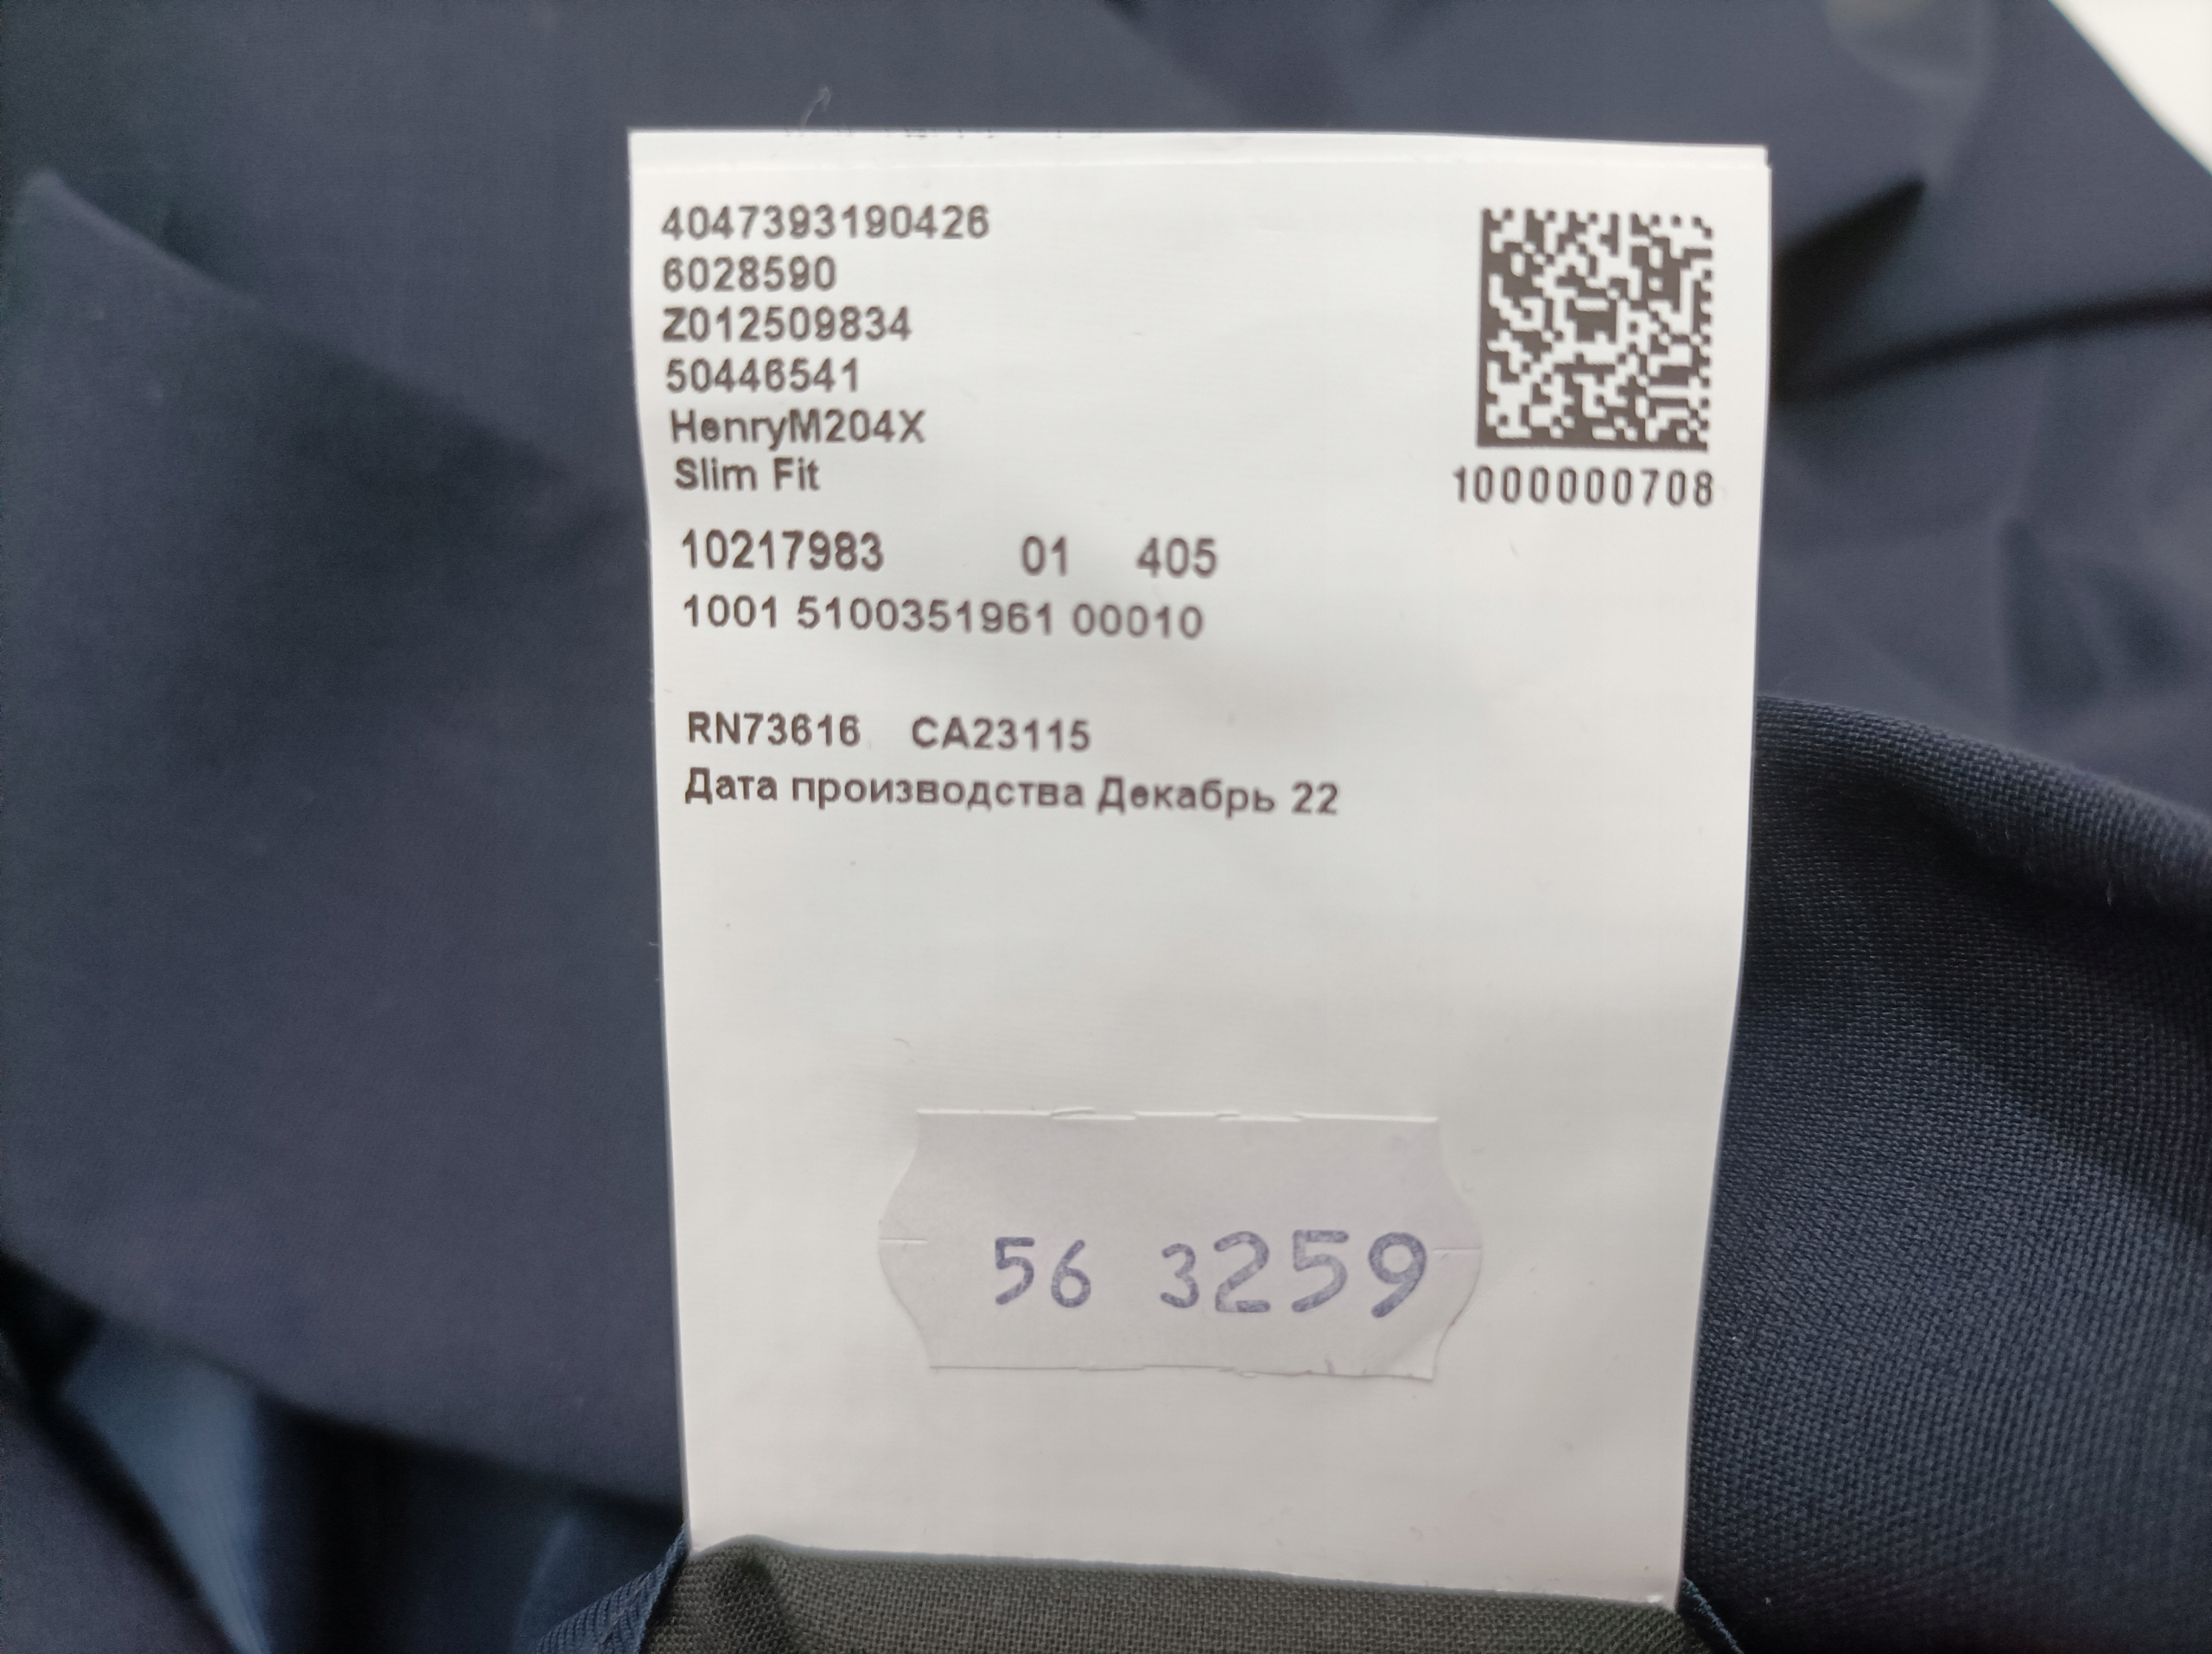 4047393190426
6028590
Z012509834
50446541
HenryM204X
Slim Fit
1000000708
10217983 01 405
1001 5100351961 00010
RN73616 CA23115
Дата производства Декабрь 22
56 3259